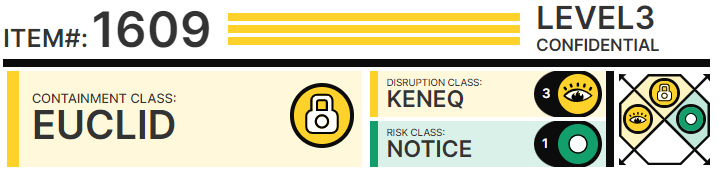 ITEM#: 1609
LEVEL3
CONFIDENTIAL
CONTAINMENT CLASS:
EUCLID
DISRUPTION CLASS:
KENEQ
3
RISK CLASS:
NOTICE
1